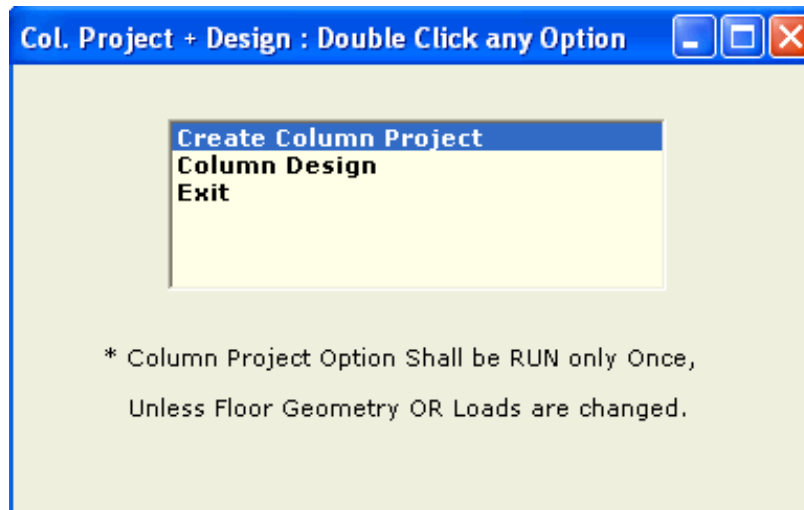 Col. Project + Design : Double Click any Option
Create Column Project
Column Design
Exit
* Column Project Option Shall be RUN only Once,
Unless Floor Geometry OR Loads are changed.